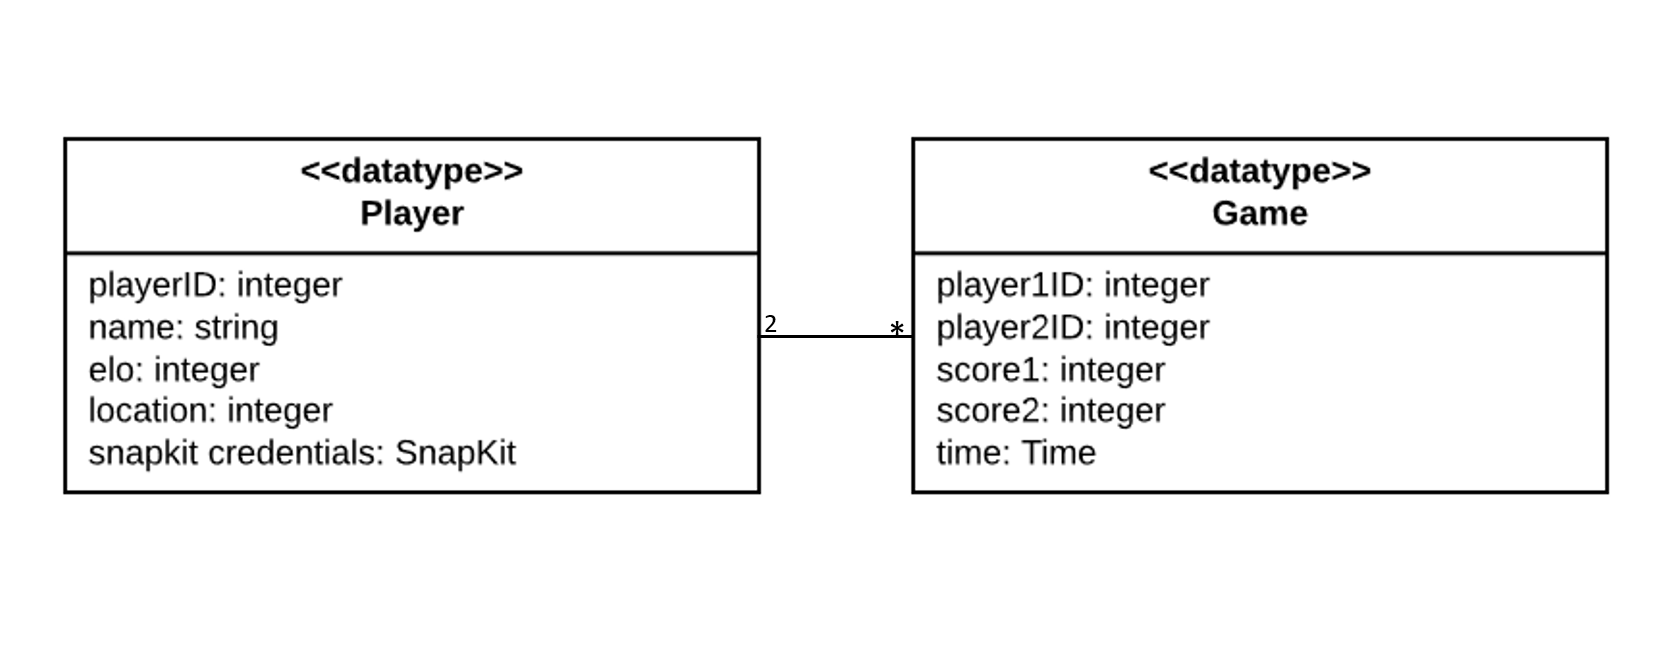 <<datatype>>
Player
playerID: integer
name: string
elo: integer
location: integer
snapkit credentials: SnapKit
2
*
<<datatype>>
Game
player1ID: integer
player2ID: integer
score1: integer
score2: integer
time: Time